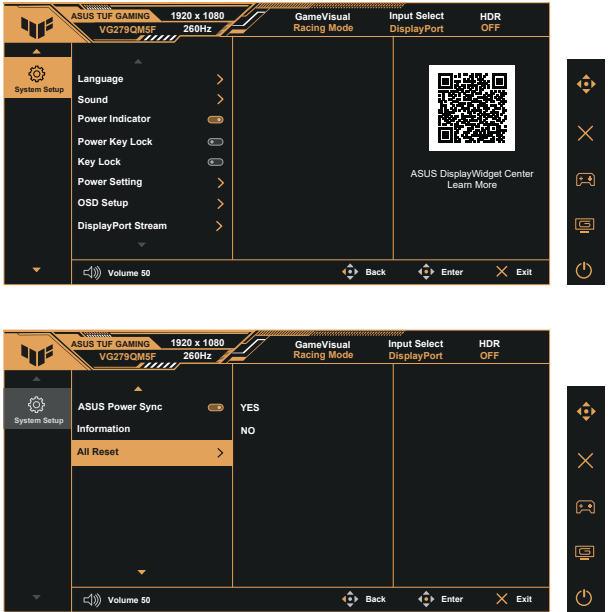 ASUS TUF GAMING 1920 x 1080 GameVisual Input Select HDR
VG279QM5F 260Hz Racing Mode DisplayPort OFF
System Setup
Language
Sound
Power Indicator
Power Key Lock
Key Lock
Power Setting
OSD Setup
DisplayPort Stream
ASUS DisplayWidget Center
Learn More
Volume 50 Back Enter Exit
ASUS TUF GAMING 1920 x 1080 GameVisual Input Select HDR
VG279QM5F 260Hz Racing Mode DisplayPort OFF
System Setup
ASUS Power Sync YES
Information NO
All Reset
Volume 50 Back Enter Exit